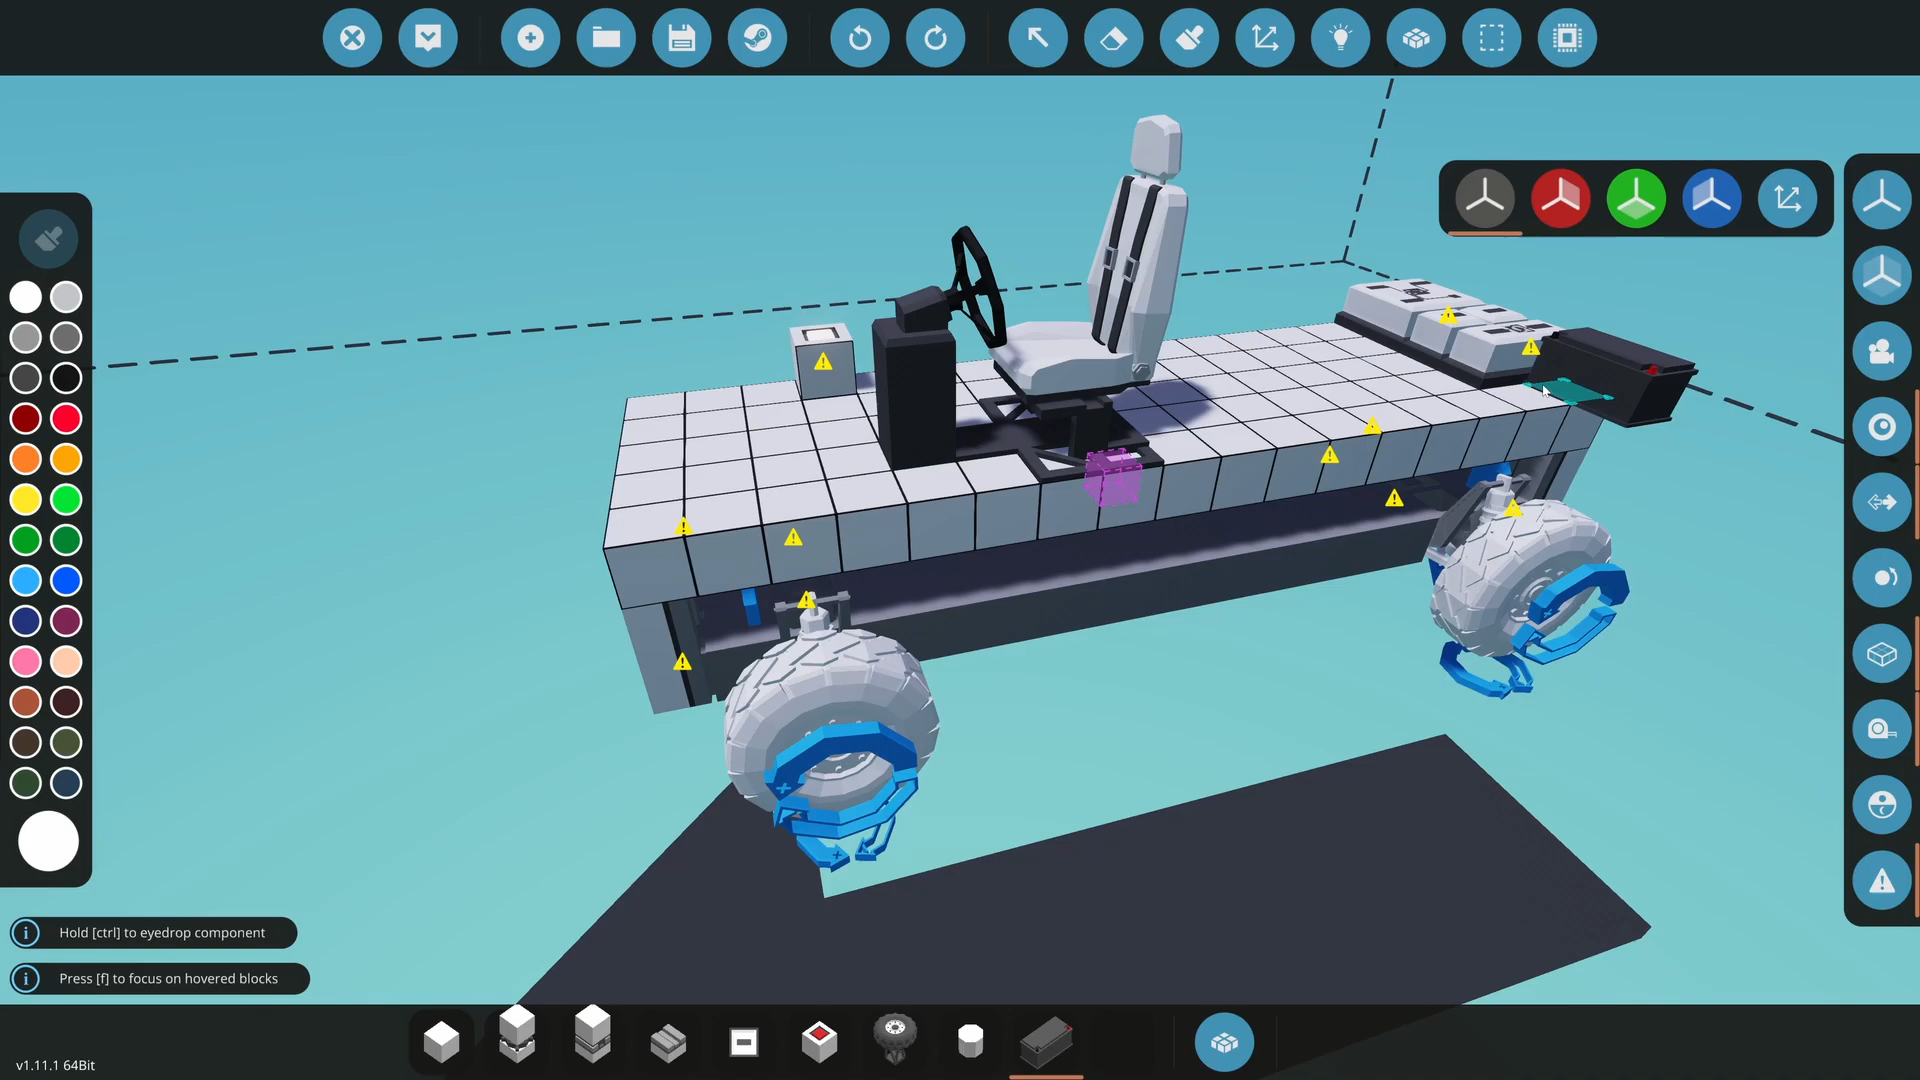 Hold [ctrl] to eyedrop component
Press [f] to focus on hovered blocks
v1.11.1 64Bit